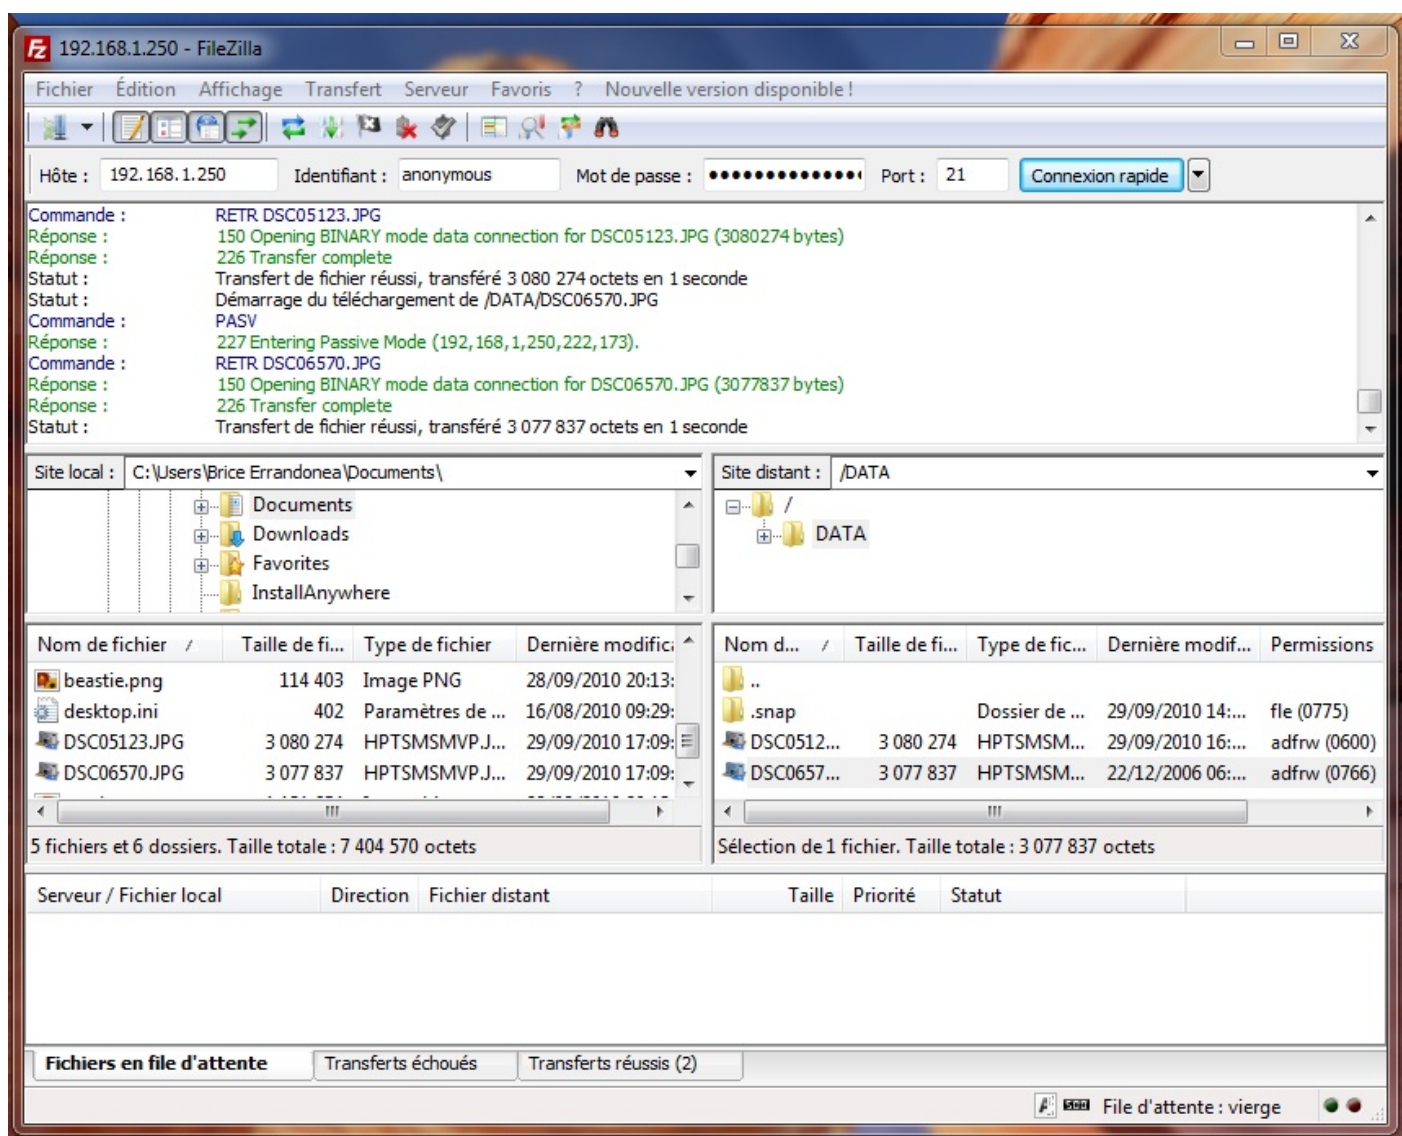 192.168.1.250 - FileZilla
Fichier Édition Affichage Transfert Serveur Favoris ? Nouvelle version disponible !
Hôte : 192.168.1.250 Identifiant : anonymous Mot de passe : •••••••••••••• Port : 21 Connexion rapide
Commande : RETR DSC05123.JPG
Réponse : 150 Opening BINARY mode data connection for DSC05123.JPG (3080274 bytes)
Réponse : 226 Transfer complete
Statut : Transfert de fichier réussi, transféré 3 080 274 octets en 1 seconde
Statut : Démarrage du téléchargement de /DATA/DSC06570.JPG
Commande : PASV
Réponse : 227 Entering Passive Mode (192,168,1,250,222,173).
Commande : RETR DSC06570.JPG
Réponse : 150 Opening BINARY mode data connection for DSC06570.JPG (3077837 bytes)
Réponse : 226 Transfer complete
Statut : Transfert de fichier réussi, transféré 3 077 837 octets en 1 seconde
Site local : C:\Users\Brice Errandonea\Documents\
Documents
Downloads
Favorites
InstallAnywhere
Site distant : /DATA
/
DATA
Nom de fichier / Taille de fi... Type de fichier Dernière modific
beastie.png 114 403 Image PNG 28/09/2010 20:13:
desktop.ini 402 Paramètres de ... 16/08/2010 09:29:
DSC05123.JPG 3 080 274 HPTSMSMVP.J... 29/09/2010 17:09:
DSC06570.JPG 3 077 837 HPTSMSMVP.J... 29/09/2010 17:09:
5 fichiers et 6 dossiers. Taille totale : 7 404 570 octets
Nom d... / Taille de fi... Type de fic... Dernière modif... Permissions
..
.snap Dossier de ... 29/09/2010 14:... fle (0775)
DSC0512... 3 080 274 HPTSMSM... 29/09/2010 16:... adfrw (0600)
DSC0657... 3 077 837 HPTSMSM... 22/12/2006 06:... adfrw (0766)
Sélection de 1 fichier. Taille totale : 3 077 837 octets
Serveur / Fichier local Direction Fichier distant Taille Priorité Statut
Fichiers en file d'attente Transferts échoués Transferts réussis (2)
File d'attente : vierge